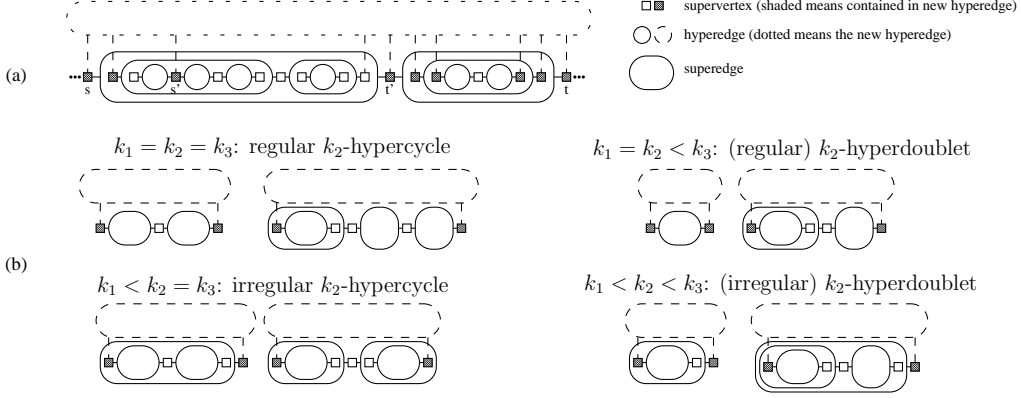 supervertex (shaded means contained in new hyperedge)
hyperedge (dotted means the new hyperedge)
superedge
(a)
s s' t' t
k₁ = k₂ = k₃: regular k₂-hypercycle
k₁ = k₂ < k₃: (regular) k₂-hyperdoublet
(b)
k₁ < k₂ = k₃: irregular k₂-hypercycle
k₁ < k₂ < k₃: (irregular) k₂-hyperdoublet